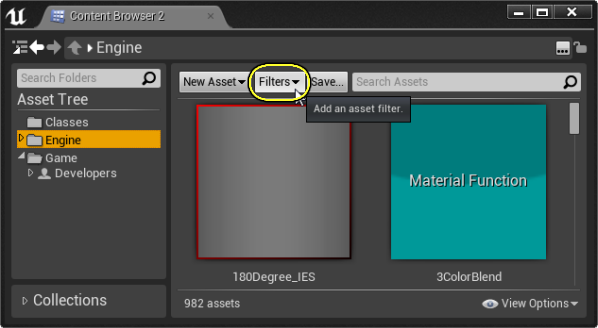 Content Browser 2
Engine
Search Folders
New Asset Filters Save... Search Assets
Asset Tree
Add an asset filter.
Classes
Engine
Game
Developers
Material Function
180Degree_IES 3ColorBlend
Collections
982 assets View Options